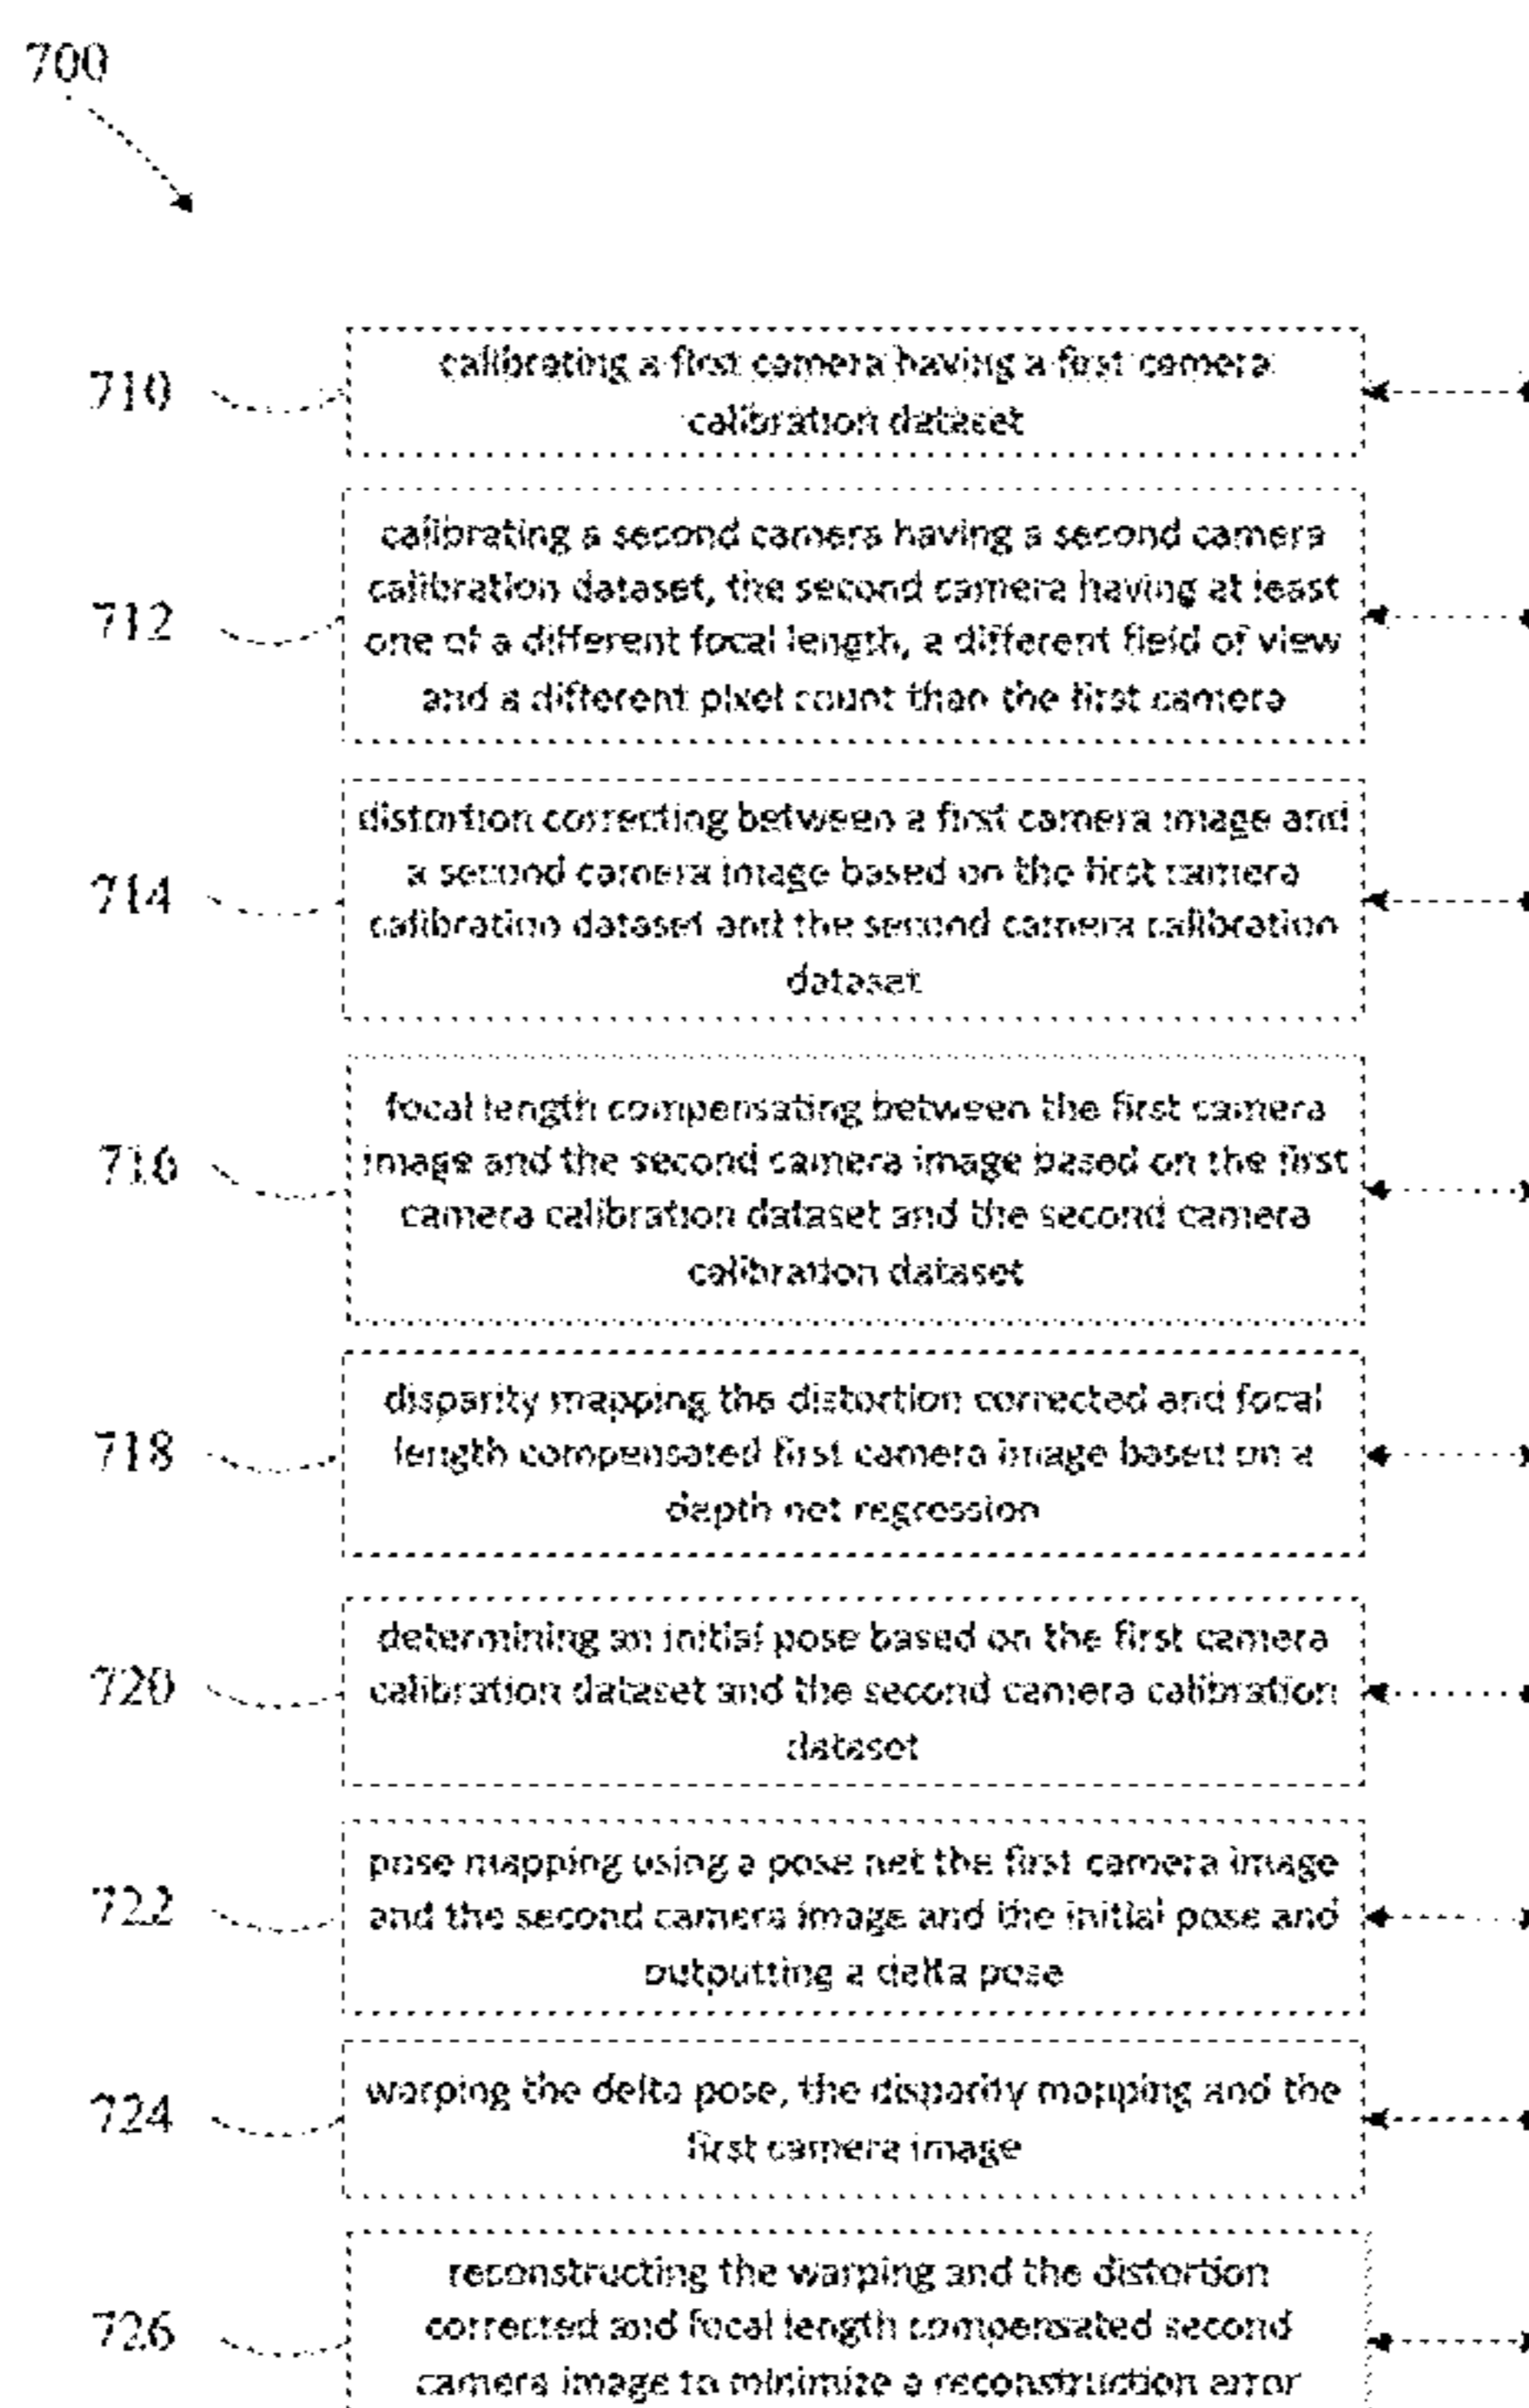 700
710
calibrating a first camera having a first camera
calibration dataset
712
calibrating a second camera having a second camera
calibration dataset, the second camera having at least
one of a different focal length, a different field of view
and a different pixel count than the first camera
714
distortion correcting between a first camera image and
a second camera image based on the first camera
calibration dataset and the second camera calibration
dataset
716
focal length compensating between the first camera
image and the second camera image based on the first
camera calibration dataset and the second camera
calibration dataset
718
disparity mapping the distortion corrected and focal
length compensated first camera image based on a
depth net regression
720
determining an initial pose based on the first camera
calibration dataset and the second camera calibration
dataset
722
pose mapping using a pose net the first camera image
and the second camera image and the initial pose and
outputting a delta pose
724
warping the delta pose, the disparity mapping and the
first camera image
726
reconstructing the warping and the distortion
corrected and focal length compensated second
camera image to minimize a reconstruction error